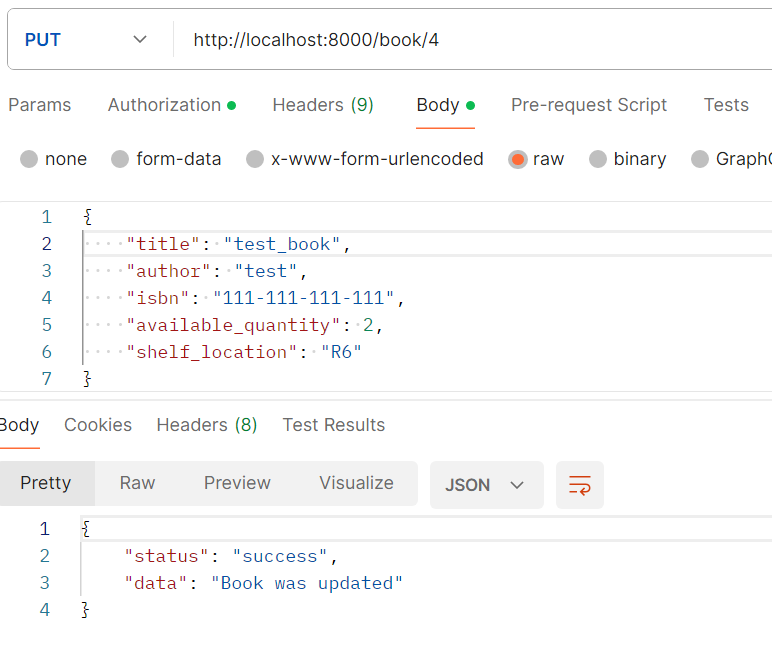 PUT http://localhost:8000/book/4
Params Authorization Headers (9) Body Pre-request Script Tests
none form-data x-www-form-urlencoded raw binary GraphQ
1 {
2 "title": "test_book",
3 "author": "test",
4 "isbn": "111-111-111-111",
5 "available_quantity": 2,
6 "shelf_location": "R6"
7 }
Body Cookies Headers (8) Test Results
Pretty Raw Preview Visualize JSON
1 {
2 "status": "success",
3 "data": "Book was updated"
4 }